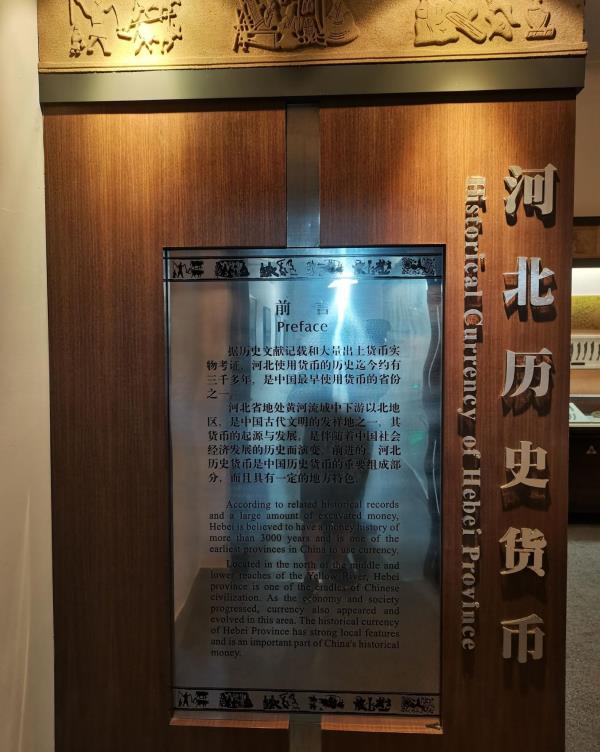 河北历史货币
Historical Currency of Hebei Province
前言
Preface
据历史文献记载和大量出土货币实
物考证，河北使用货币的历史迄今约有
三千多年，是中国最早使用货币的省份
之一。
河北省地处黄河流域中下游以北地
区，是中国古代文明的发祥地之一，其
货币的起源与发展，是伴随着中国社会
经济发展的历史而演变、前进的。河北
历史货币是中国历史货币的重要组成部
分，而且具有一定的地方特色。
According to related historical records
and a large amount of excavated money,
Hebei is believed to have a money history of
more than 3000 years and is one of the
earliest provinces in China to use currency.
Located in the north of the middle and
lower reaches of the Yellow River, Hebei
province is one of the cradles of Chinese
civilization. As the economy and society
progressed, currency also appeared and
evolved in this area. The historical currency
of Hebei Province has strong local features
and is an important part of China's historical
money.